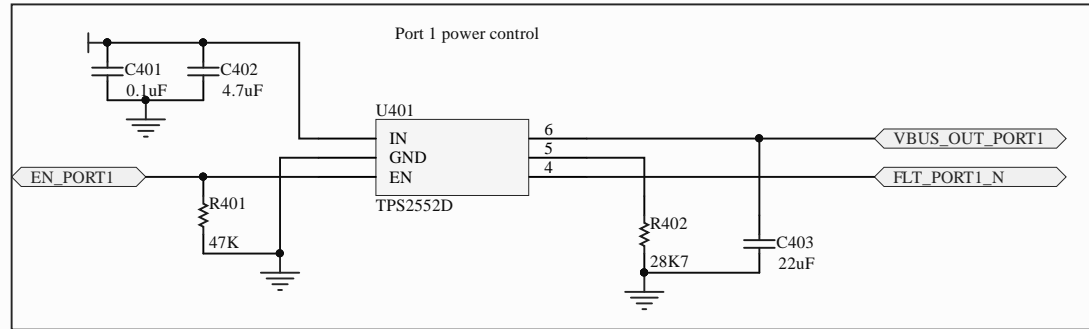 Port 1 power control
C401
0.1uF
C402
4.7uF
U401
IN
GND
EN
TPS2552D
6
5
4
VBUS_OUT_PORT1
FLT_PORT1_N
EN_PORT1
R401
47K
R402
28K7
C403
22uF